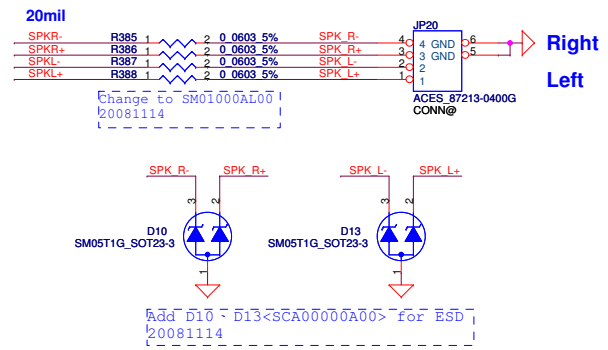 20mil
JP20
SPKR- R385 1 2 0_0603_5% SPK_R- 4 4 GND 6
SPKR+ R386 1 2 0_0603_5% SPK_R+ 3 3 GND 5
SPKL- R387 1 2 0_0603_5% SPK_L- 2 2
SPKL+ R388 1 2 0_0603_5% SPK_L+ 1 1
Right
Left
ACES_87213-0400G
CONN@
Change to SM01000AL00
20081114
SPK_R- SPK_R+ SPK_L- SPK_L+
3 2 3 2
D10
SM05T1G_SOT23-3
D13
SM05T1G_SOT23-3
1 1
Add D10、D13<SCA00000A00> for ESD
20081114